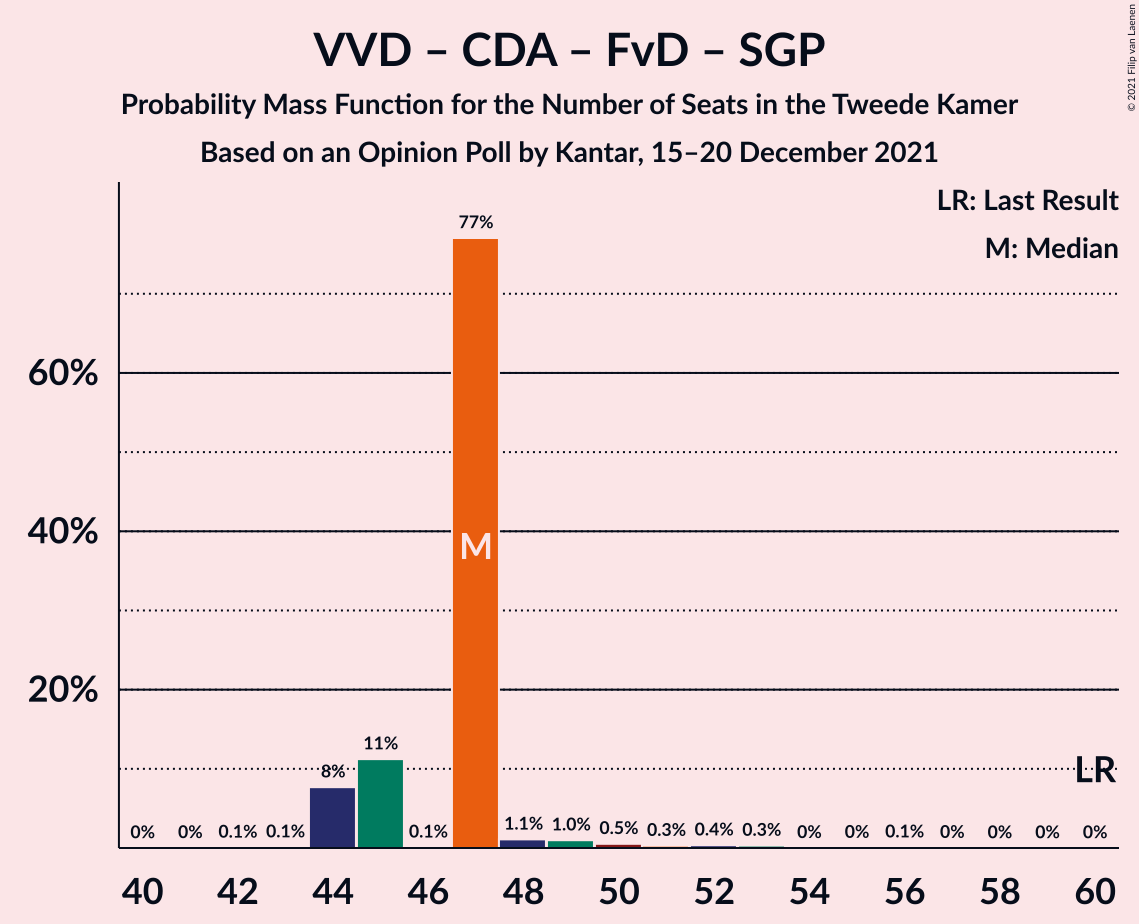 VVD – CDA – FvD – SGP
Probability Mass Function for the Number of Seats in the Tweede Kamer
Based on an Opinion Poll by Kantar, 15–20 December 2021
© 2021 Filip van Laenen
LR: Last Result
M: Median
77%
60%
40%
M
20%
11%
8%
LR
0% 0% 0.1% 0.1% 0.1% 1.1% 1.0% 0.5% 0.3% 0.4% 0.3% 0% 0% 0.1% 0% 0% 0% 0%
40 42 44 46 48 50 52 54 56 58 60